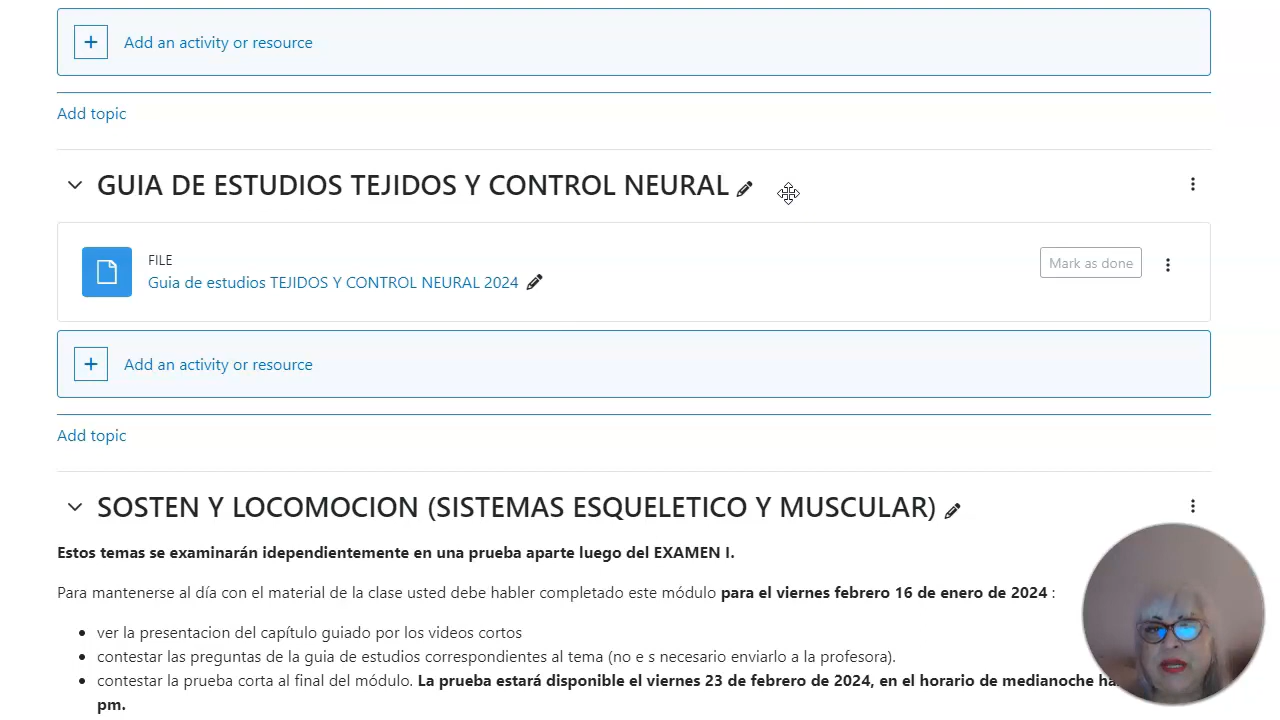 Add an activity or resource
Add topic
GUIA DE ESTUDIOS TEJIDOS Y CONTROL NEURAL
FILE
Guia de estudios TEJIDOS Y CONTROL NEURAL 2024
Mark as done
Add an activity or resource
Add topic
SOSTEN Y LOCOMOCION (SISTEMAS ESQUELETICO Y MUSCULAR)
Estos temas se examinarán idependientemente en una prueba aparte luego del EXAMEN I.
Para mantenerse al día con el material de la clase usted debe habler completado este módulo para el viernes febrero 16 de enero de 2024 :
ver la presentacion del capítulo guiado por los videos cortos
contestar las preguntas de la guia de estudios correspondientes al tema (no e s necesario enviarlo a la profesora).
contestar la prueba corta al final del módulo. La prueba estará disponible el viernes 23 de febrero de 2024, en el horario de medianoche
pm.